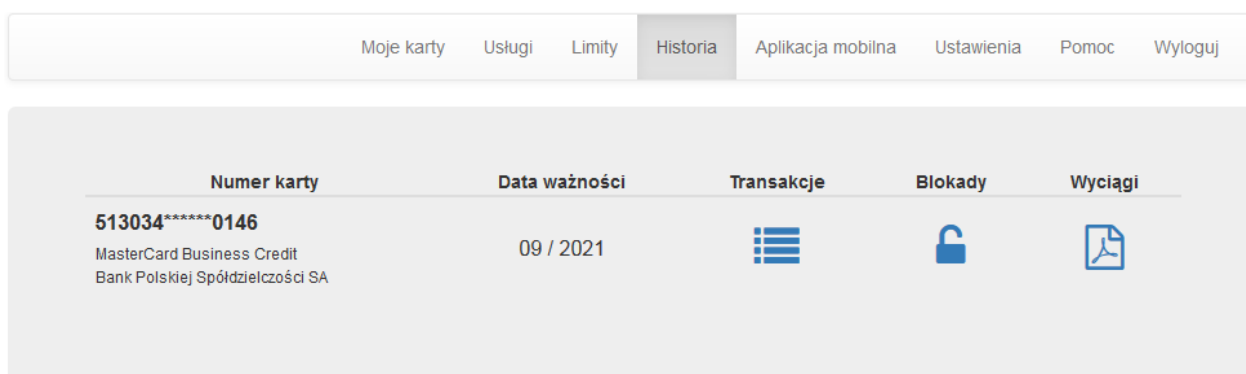 Moje karty Usługi Limity Historia Aplikacja mobilna Ustawienia Pomoc Wyloguj
Numer karty Data ważności Transakcje Blokady Wyciągi
513034******0146
MasterCard Business Credit
Bank Polskiej Spółdzielczości SA
09 / 2021